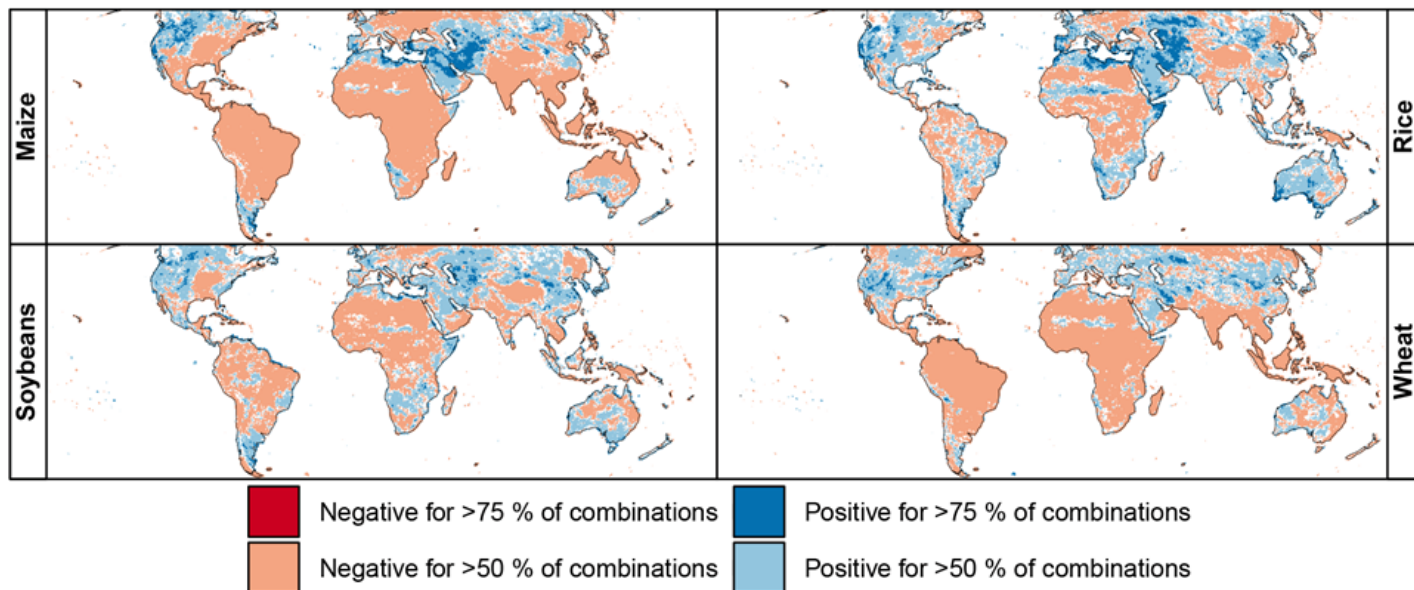 Maize
Rice
Soybeans
Wheat
Negative for >75 % of combinations
Positive for >75 % of combinations
Negative for >50 % of combinations
Positive for >50 % of combinations